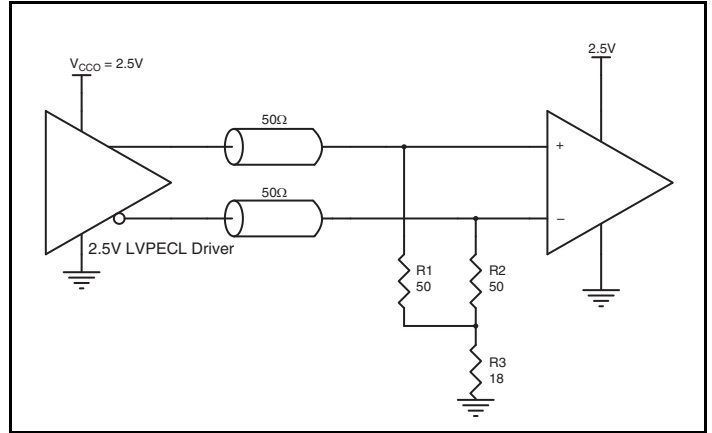 V_CCO = 2.5V
2.5V
50Ω
+
50Ω
−
2.5V LVPECL Driver
R1
50
R2
50
R3
18